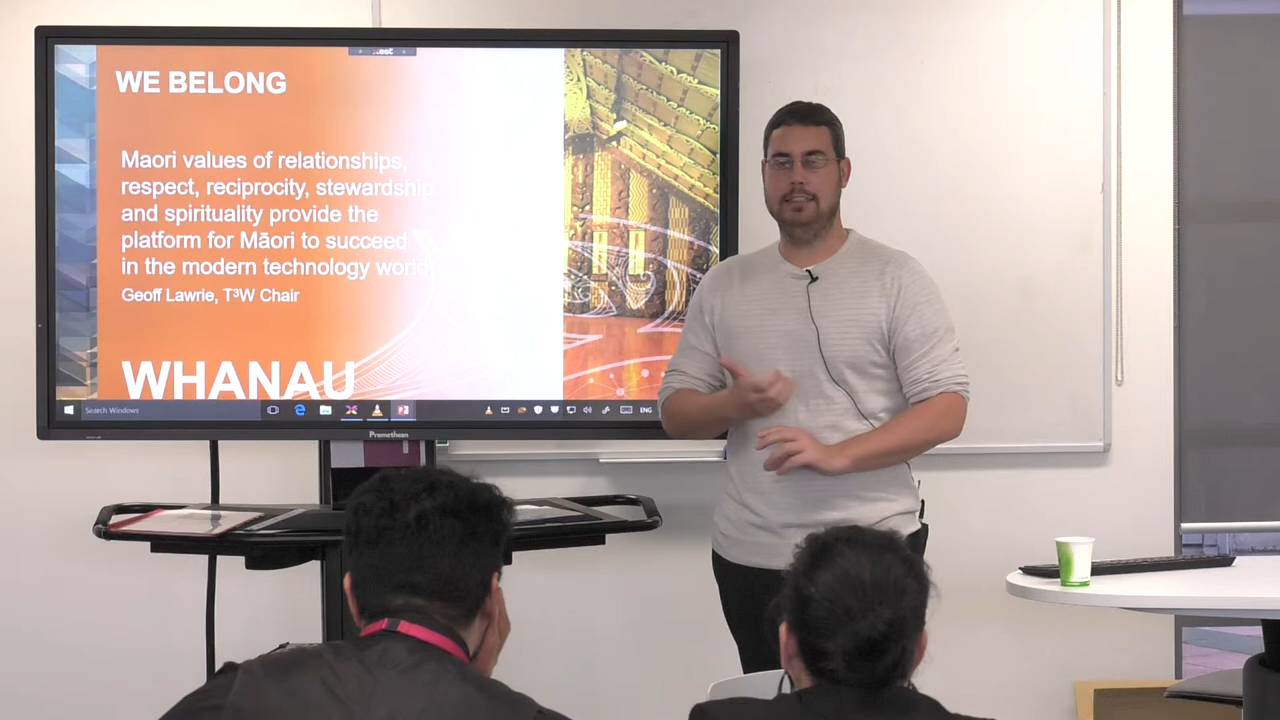 WE BELONG
Maori values of relationships,
respect, reciprocity, stewardship
and spirituality provide the
platform for Māori to succeed
in the modern technology world
Geoff Lawrie, T³W Chair
WHANAU
Search Windows
ENG
Promethean